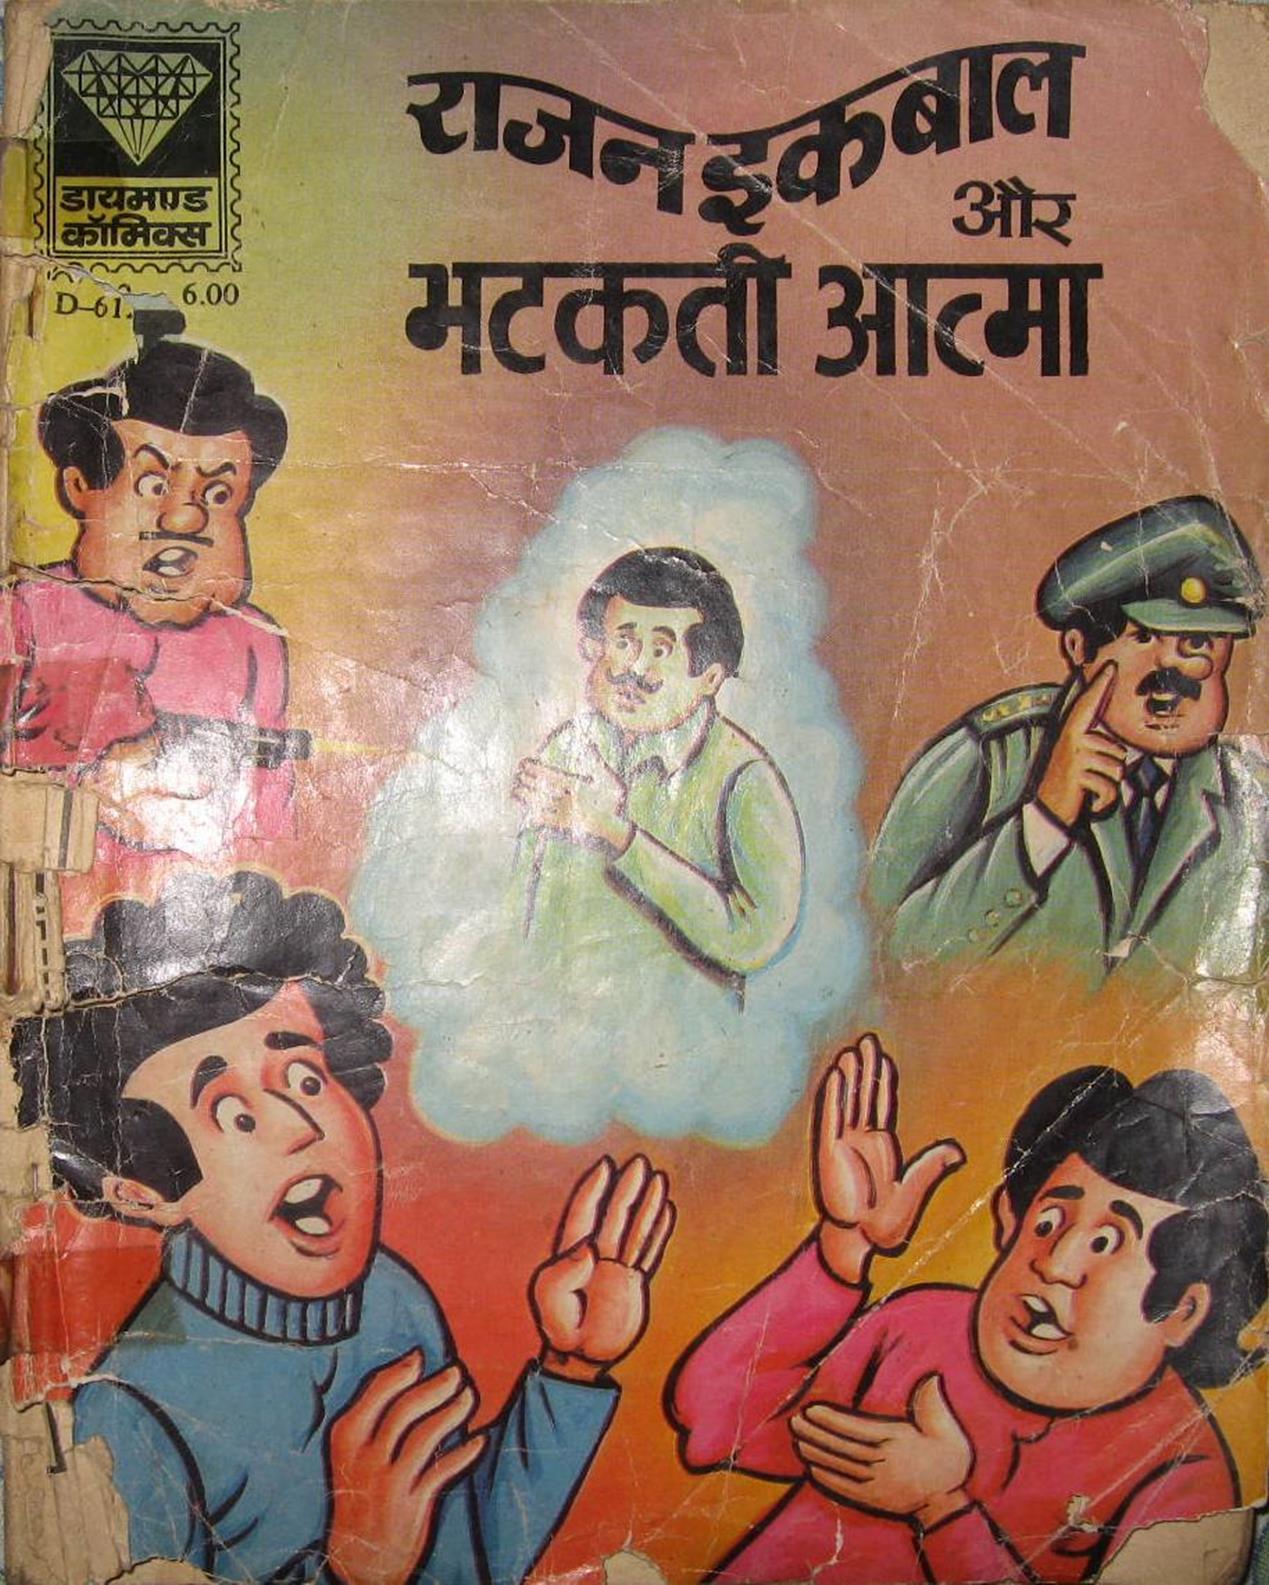 डायमण्ड
कॉमिक्स
6.00
राजन इकबाल
और
भटकती आत्मा